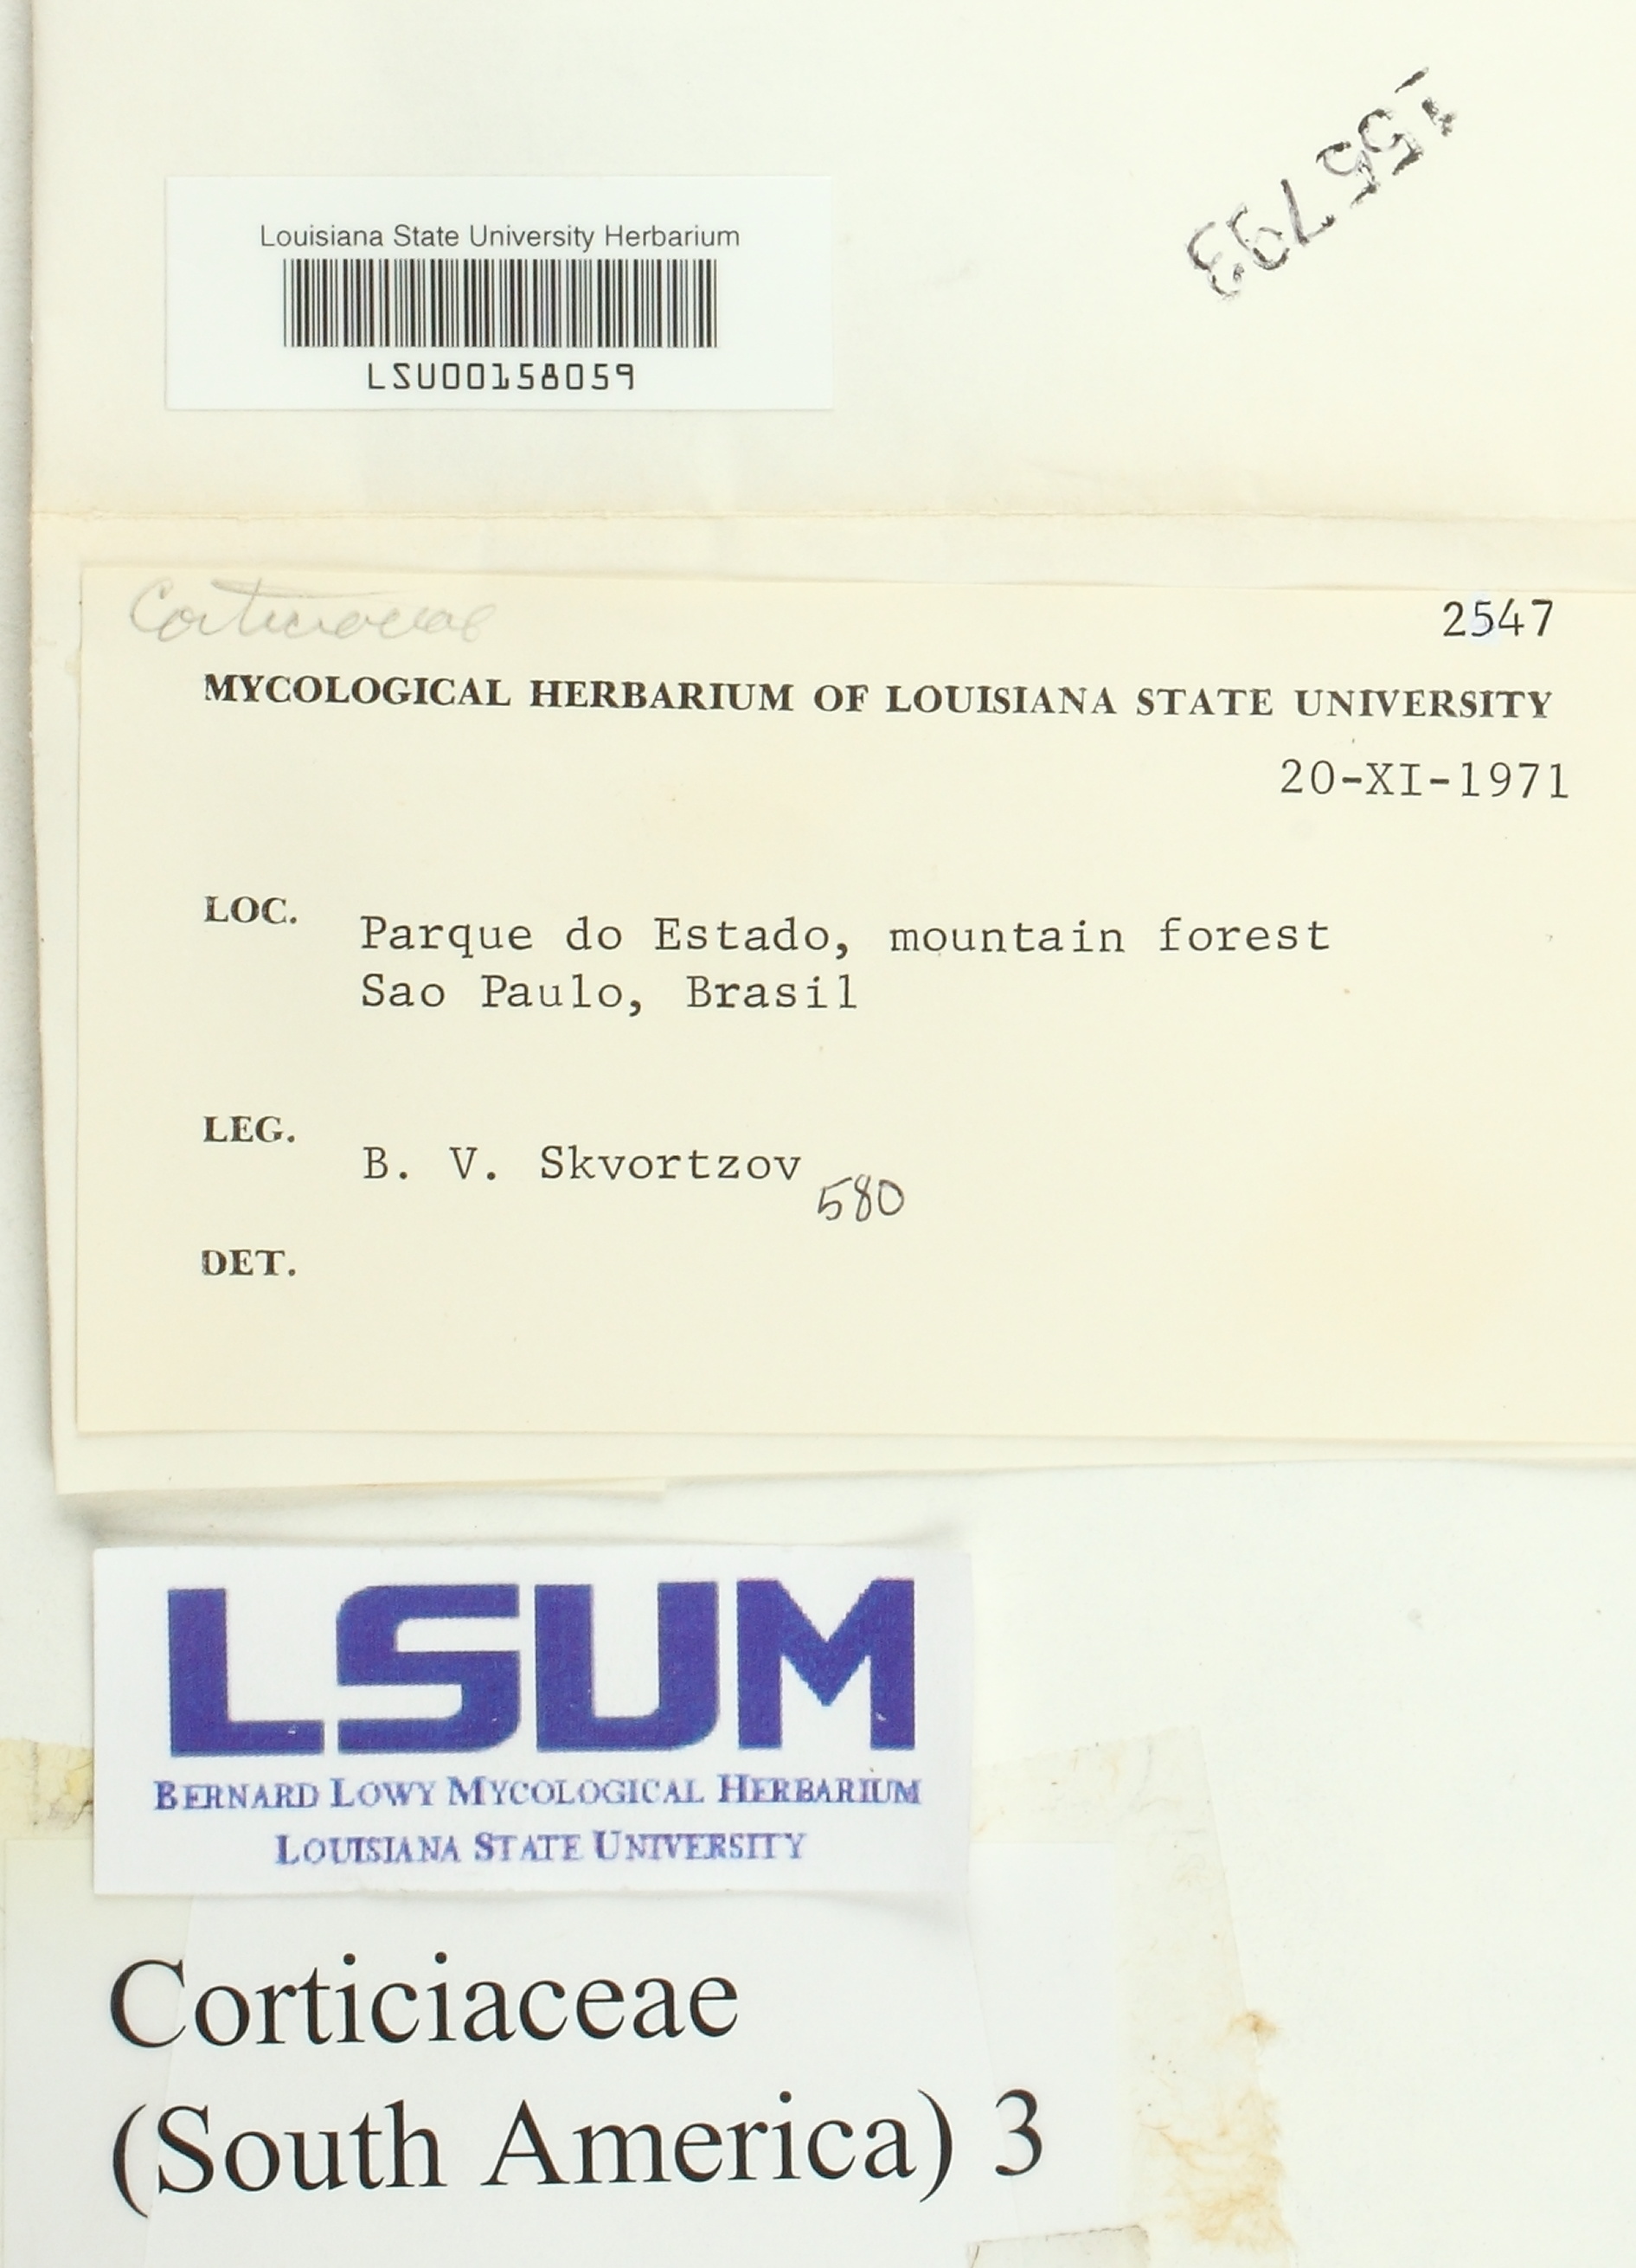 Louisiana State University Herbarium
LSU00158059
Corticiaceae
2547
MYCOLOGICAL HERBARIUM OF LOUISIANA STATE UNIVERSITY
20-XI-1971
LOC.
Parque do Estado, mountain forest
Sao Paulo, Brasil
LEG.
B. V. Skvortzov 580
DET.
LSUM
BERNARD LOWY MYCOLOGICAL HERBARIUM
LOUISIANA STATE UNIVERSITY
Corticiaceae
(South America) 3